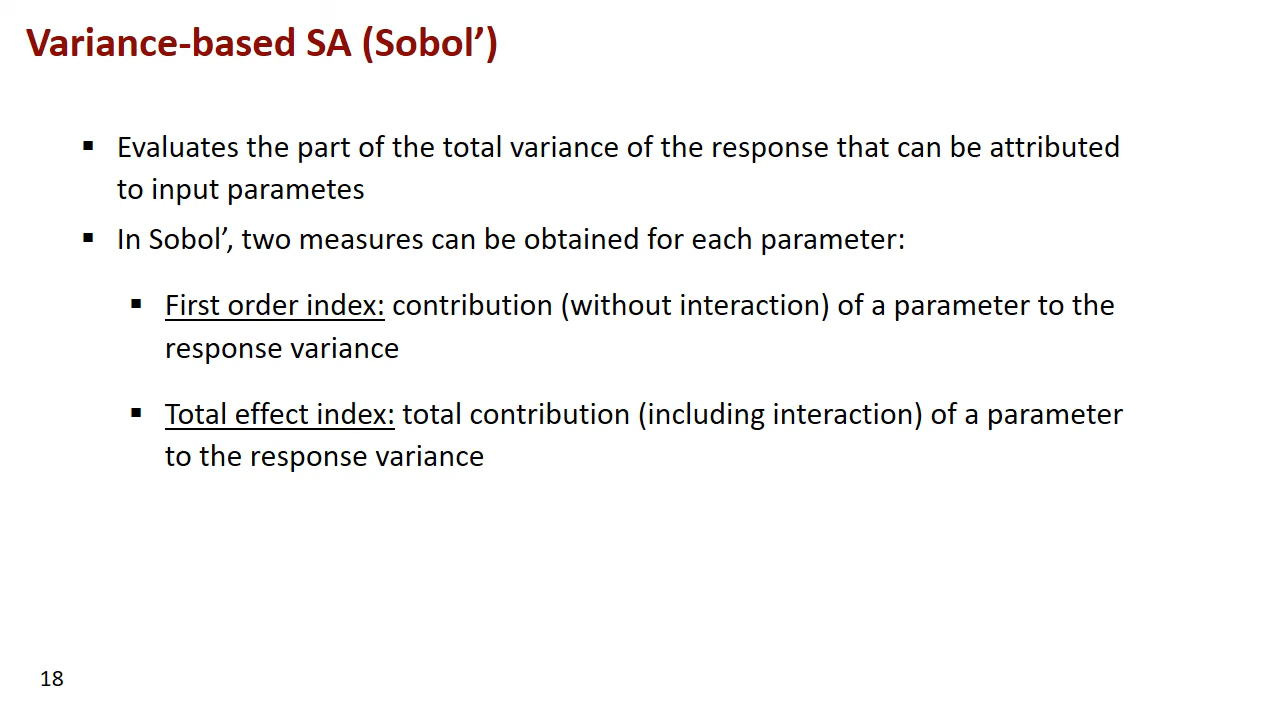 Variance-based SA (Sobol’)
▪ Evaluates the part of the total variance of the response that can be attributed
to input parametes
▪ In Sobol’, two measures can be obtained for each parameter:
▪ First order index: contribution (without interaction) of a parameter to the
response variance
▪ Total effect index: total contribution (including interaction) of a parameter
to the response variance
18